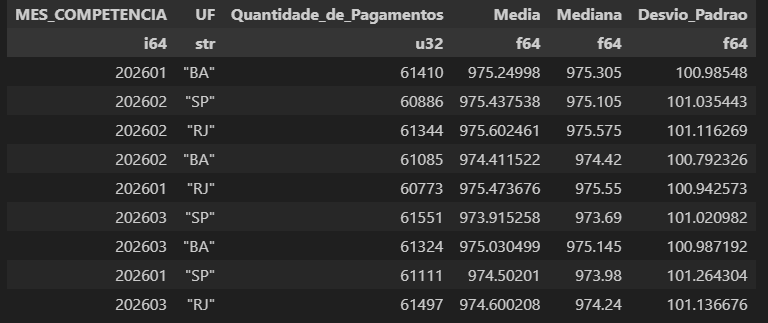 MES_COMPETENCIA UF Quantidade_de_Pagamentos Media Mediana Desvio_Padrao
i64 str u32 f64 f64 f64
202601 "BA" 61410 975.24998 975.305 100.98548
202602 "SP" 60886 975.437538 975.105 101.035443
202602 "RJ" 61344 975.602461 975.575 101.116269
202602 "BA" 61085 974.411522 974.42 100.792326
202601 "RJ" 60773 975.473676 975.55 100.942573
202603 "SP" 61551 973.915258 973.69 101.020982
202603 "BA" 61324 975.030499 975.145 100.987192
202601 "SP" 61111 974.50201 973.98 101.264304
202603 "RJ" 61497 974.600208 974.24 101.136676